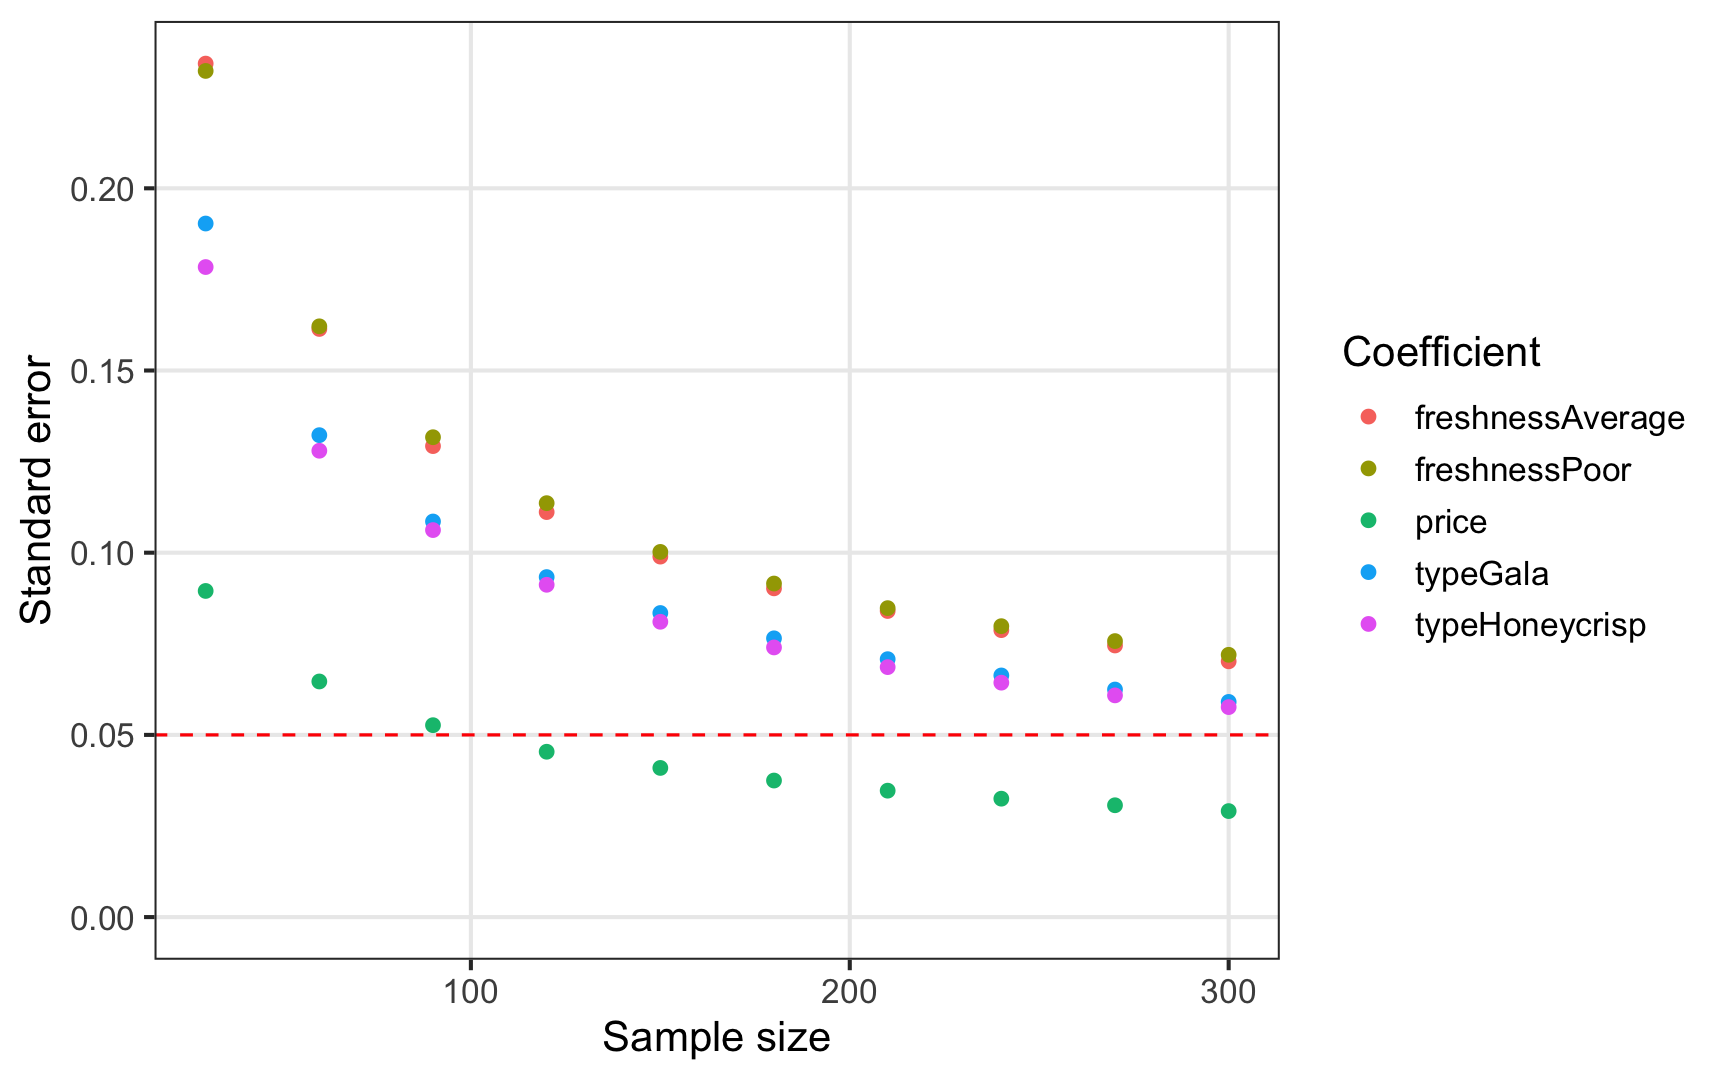 Standard error
0.20
0.15
0.10
0.05
0.00
100 200 300
Sample size
Coefficient
freshnessAverage
freshnessPoor
price
typeGala
typeHoneycrisp